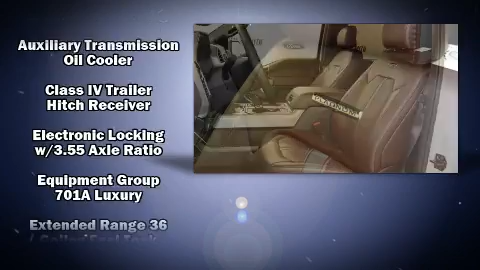 Auxiliary Transmission
Oil Cooler
Class IV Trailer
Hitch Receiver
Electronic Locking
w/3.55 Axle Ratio
Equipment Group
701A Luxury
Extended Range 36
PLATINUM